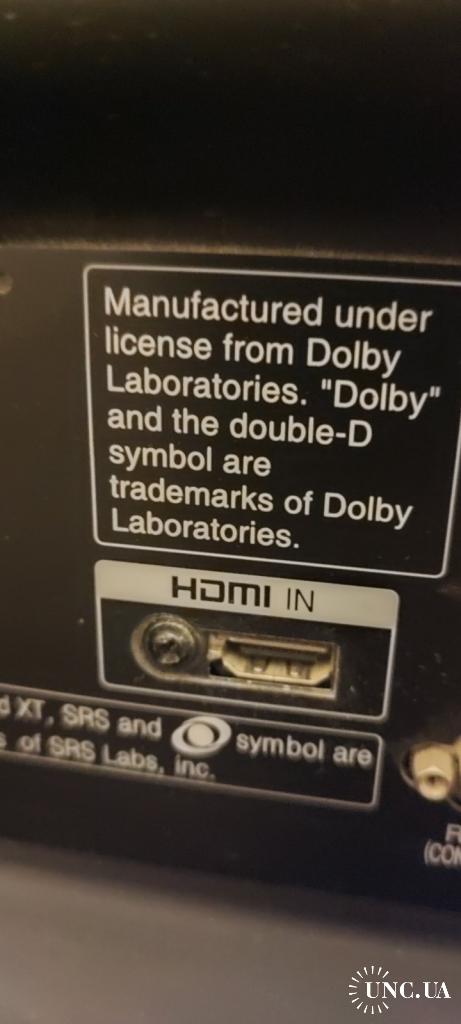 Manufactured under
license from Dolby
Laboratories. "Dolby"
and the double-D
symbol are
trademarks of Dolby
Laboratories.
HDMI IN
XT, SRS and symbol are
of SRS Labs, Inc.
(CO
UNC.UA